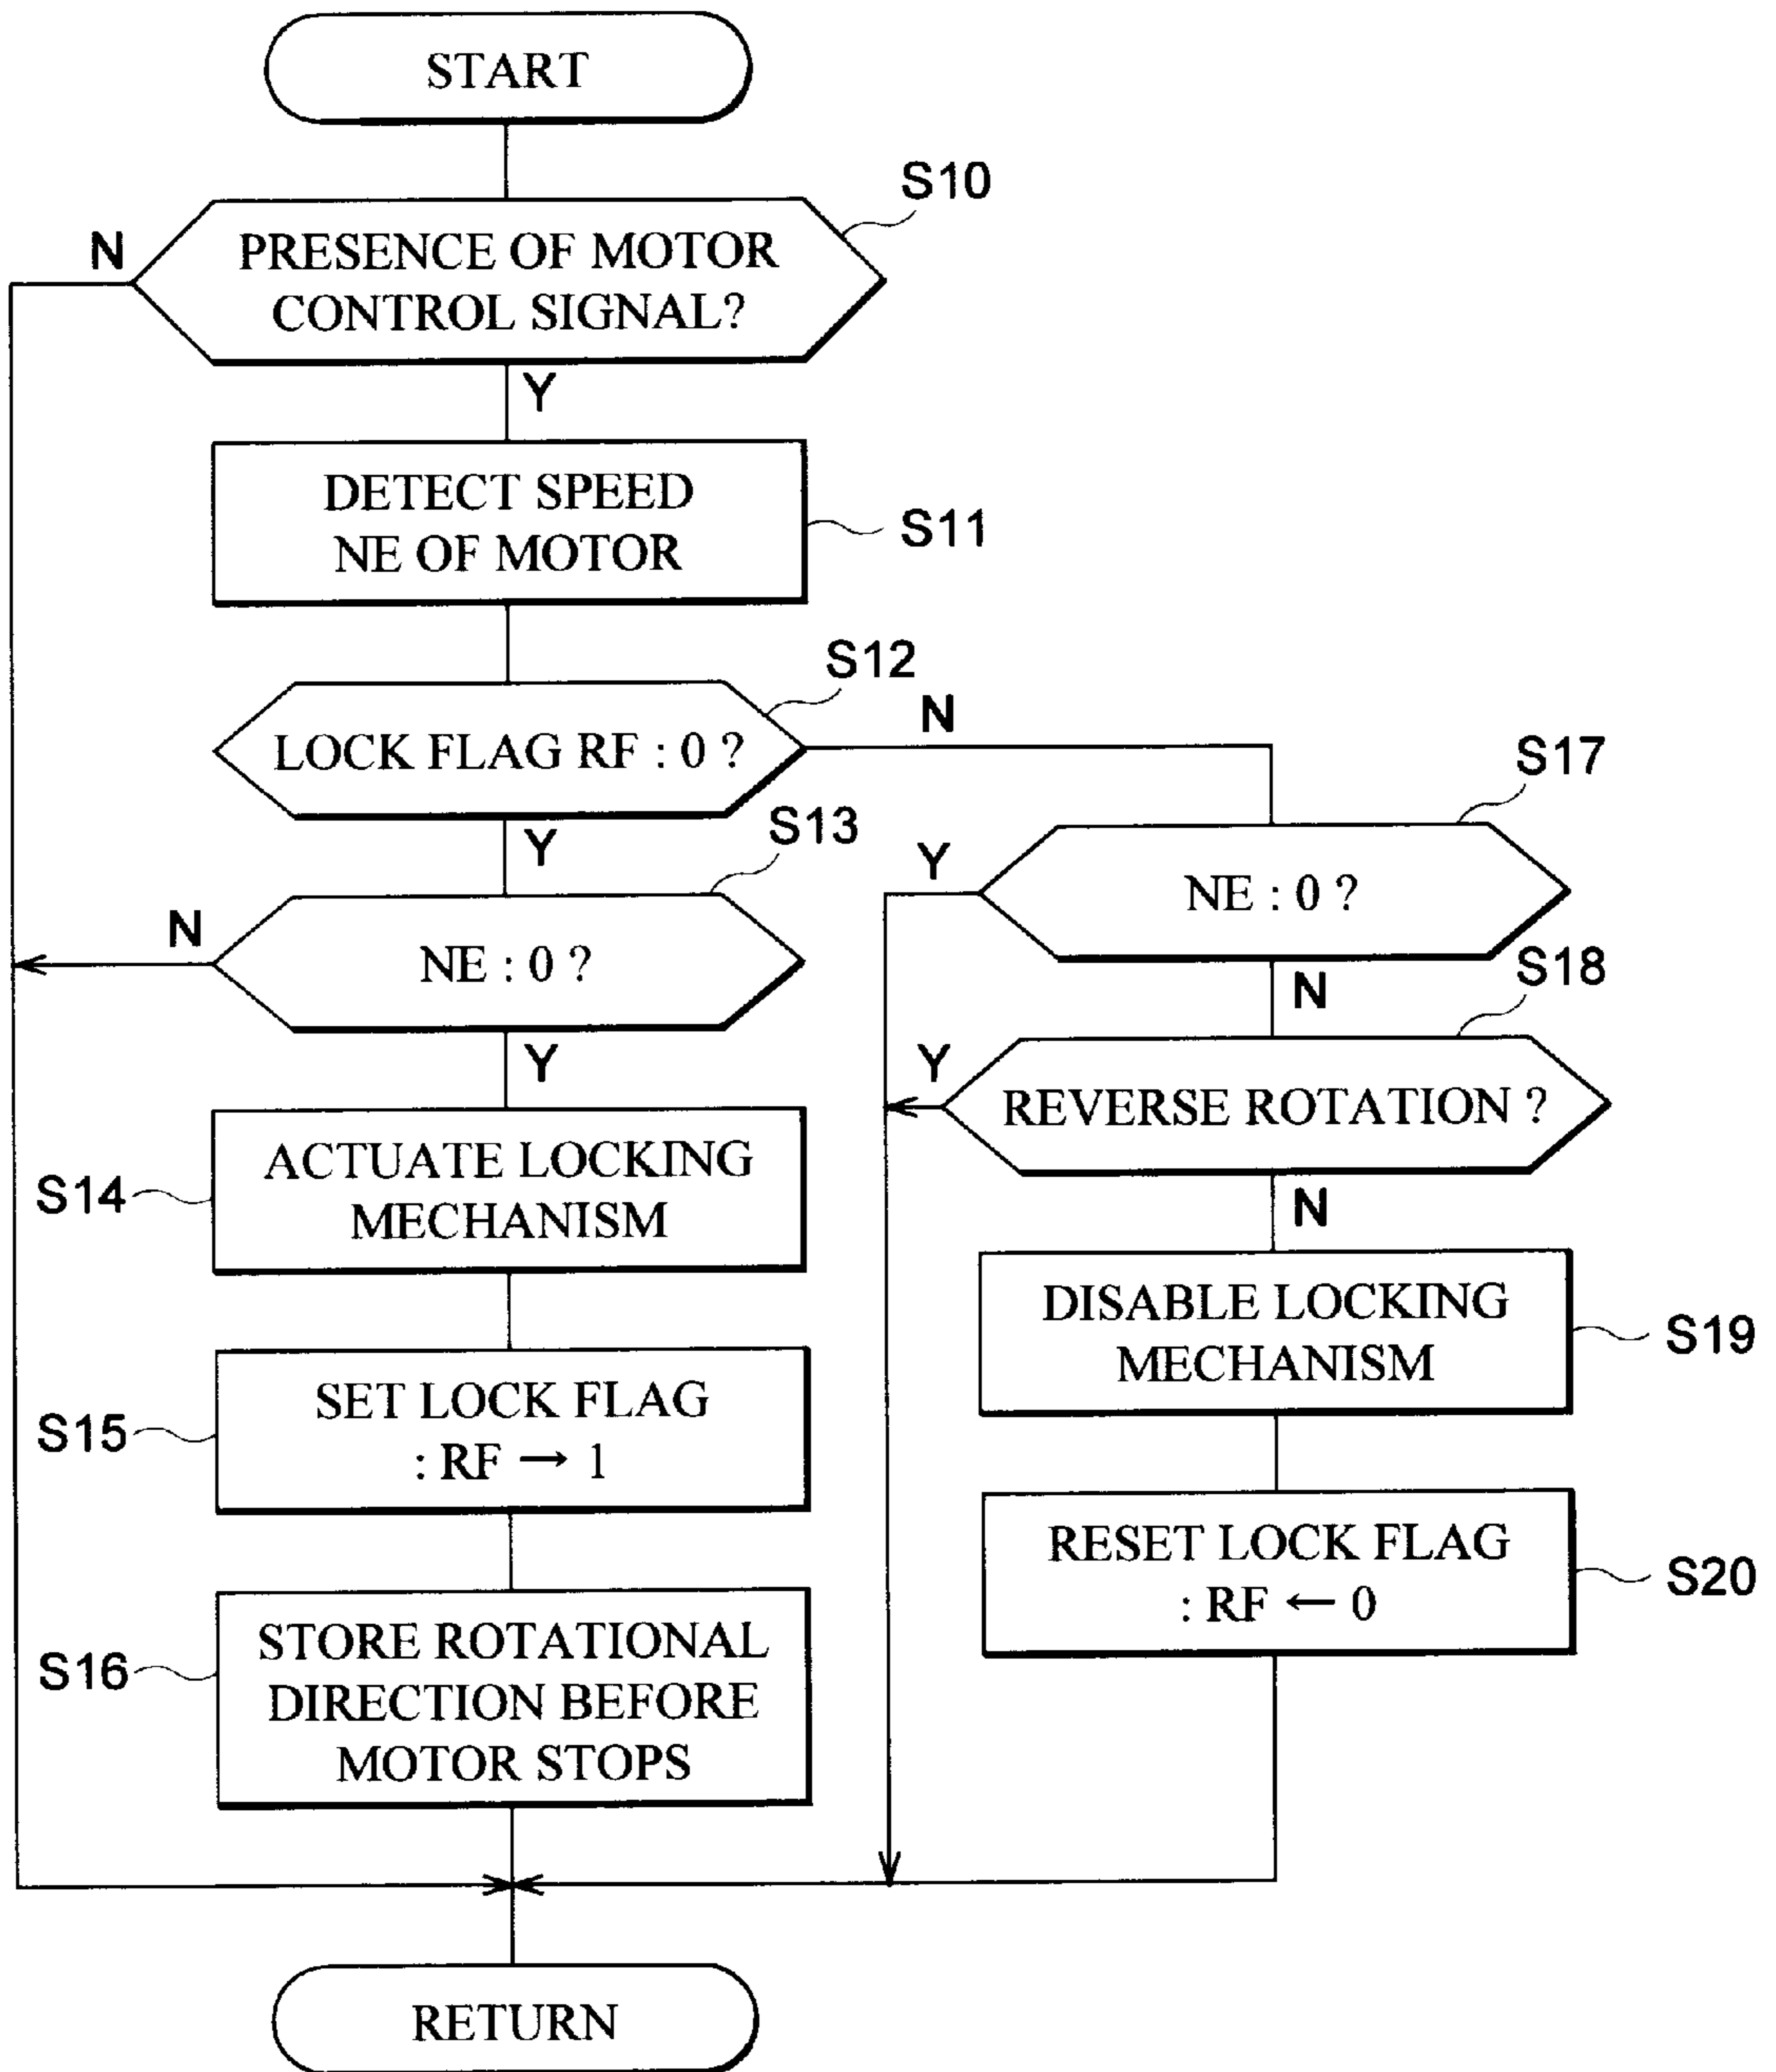 START
S10
N
PRESENCE OF MOTOR
CONTROL SIGNAL?
Y
DETECT SPEED
NE OF MOTOR
S11
S12
LOCK FLAG RF : 0 ?
N
Y
S13
N
NE : 0 ?
Y
S17
Y
NE : 0 ?
N
S18
Y
REVERSE ROTATION ?
N
S14
ACTUATE LOCKING
MECHANISM
DISABLE LOCKING
MECHANISM
S19
S15
SET LOCK FLAG
: RF → 1
RESET LOCK FLAG
: RF ← 0
S20
S16
STORE ROTATIONAL
DIRECTION BEFORE
MOTOR STOPS
RETURN